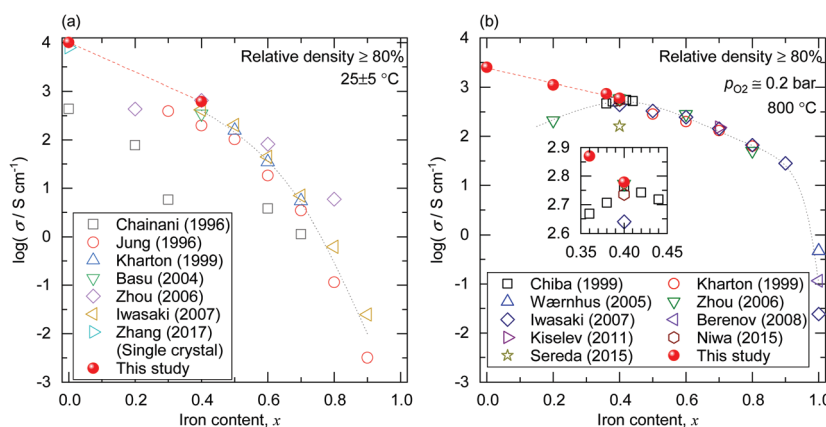 (a)
Relative density ≥ 80%
25±5 °C
log(σ / S cm⁻¹)
4
3
2
1
0
-1
-2
-3
Chainani (1996)
Jung (1996)
Kharton (1999)
Basu (2004)
Zhou (2006)
Iwasaki (2007)
Zhang (2017)
(Single crystal)
This study
0.0 0.2 0.4 0.6 0.8 1.0
Iron content, x
(b)
Relative density ≥ 80%
pO2 ≅ 0.2 bar
800 °C
log(σ / S cm⁻¹)
4
3
2
1
0
-1
-2
-3
2.9
2.8
2.7
2.6
0.35 0.40 0.45
Chiba (1999) Kharton (1999)
Wærnhus (2005) Zhou (2006)
Iwasaki (2007) Berenov (2008)
Kiselev (2011) Niwa (2015)
Sereda (2015) This study
0.0 0.2 0.4 0.6 0.8 1.0
Iron content, x